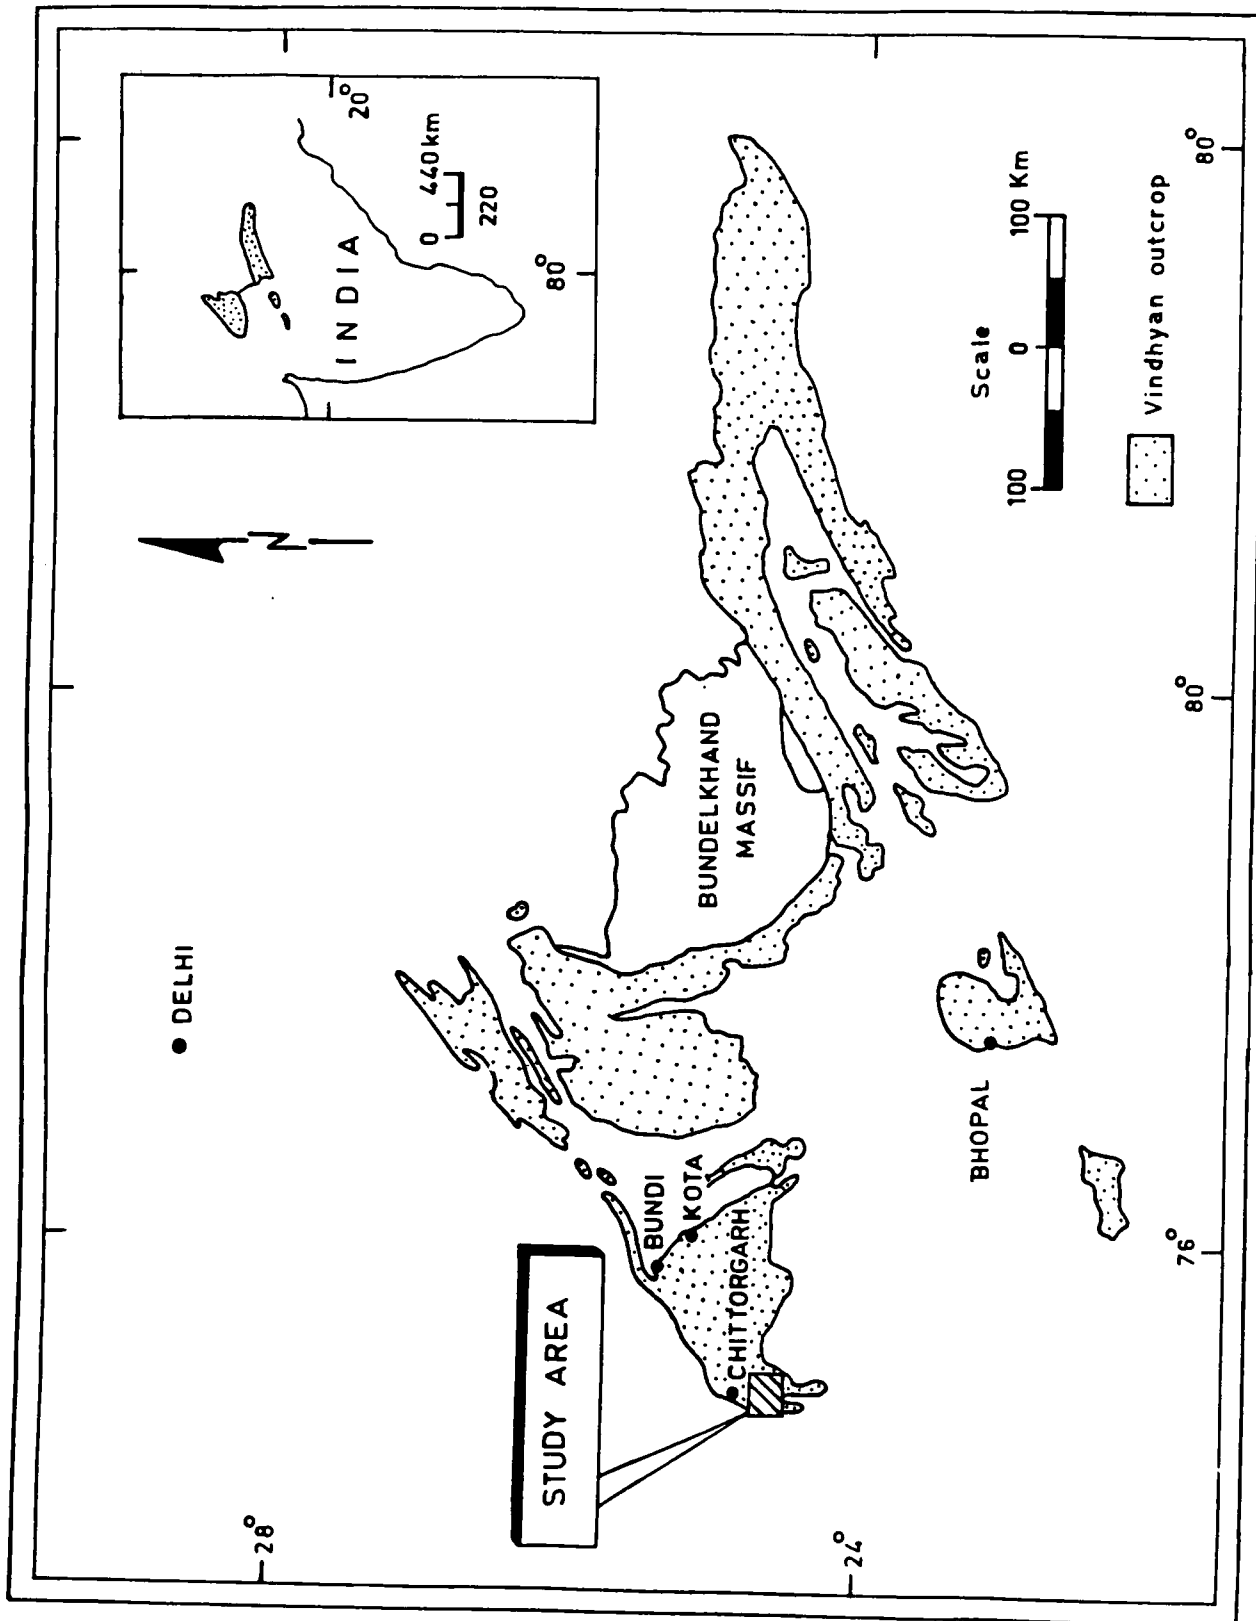 28°
24°
76°
80°
80°
STUDY AREA
DELHI
N
INDIA
20°
80°
0 440km
220
BUNDI
KOTA
CHITTORGARH
BUNDELKHAND
MASSIF
BHOPAL
Scale
100 0 100 Km
Vindhyan outcrop